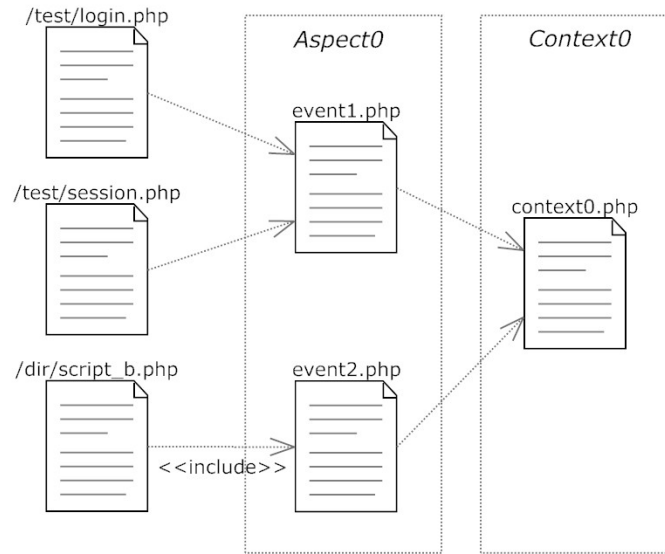 /test/login.php
Aspect0
Context0
event1.php
/test/session.php
context0.php
/dir/script_b.php
event2.php
<<include>>